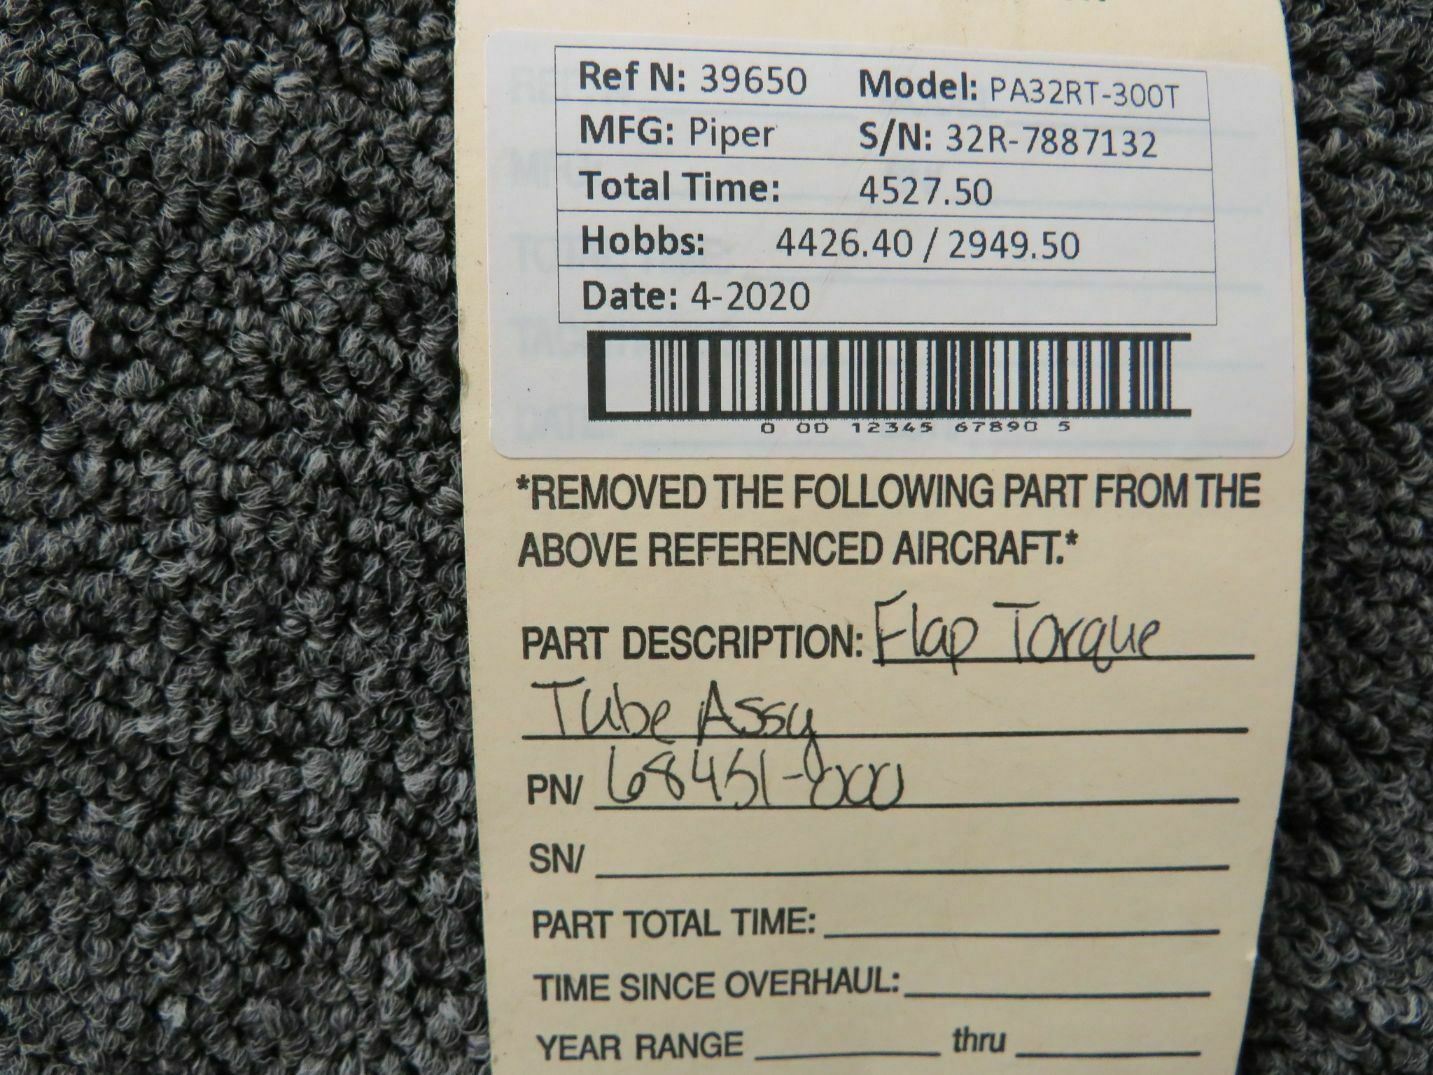 Ref N: 39650 Model: PA32RT-300T
MFG: Piper S/N: 32R-7887132
Total Time: 4527.50
Hobbs: 4426.40 / 2949.50
Date: 4-2020
0 00 12345 67890 5
*REMOVED THE FOLLOWING PART FROM THE
ABOVE REFERENCED AIRCRAFT.*
PART DESCRIPTION: Flap Torque
Tube Assy
PN/ 68451-000
SN/
PART TOTAL TIME:
TIME SINCE OVERHAUL:
YEAR RANGE thru